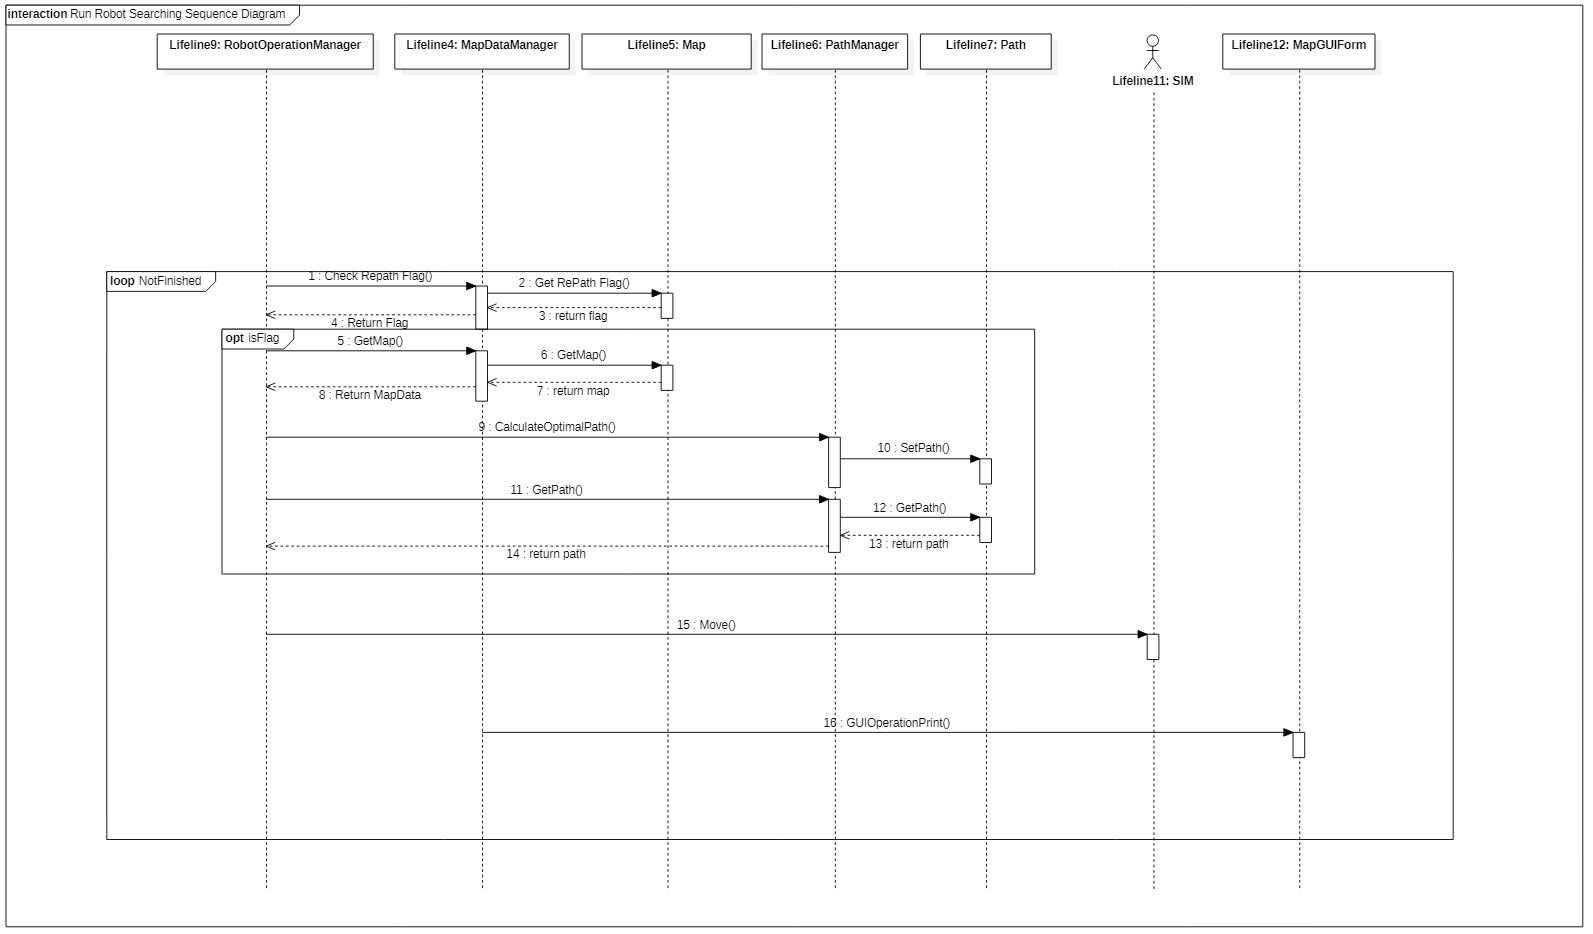 interaction Run Robot Searching Sequence Diagram
Lifeline9: RobotOperationManager
Lifeline4: MapDataManager
Lifeline5: Map
Lifeline6: PathManager
Lifeline7: Path
Lifeline11: SIM
Lifeline12: MapGUIForm
loop NotFinished
1 : Check Repath Flag()
2 : Get RePath Flag()
3 : return flag
4 : Return Flag
opt isFlag
5 : GetMap()
6 : GetMap()
7 : return map
8 : Return MapData
9 : CalculateOptimalPath()
10 : SetPath()
11 : GetPath()
12 : GetPath()
13 : return path
14 : return path
15 : Move()
16 : GUIOperationPrint()